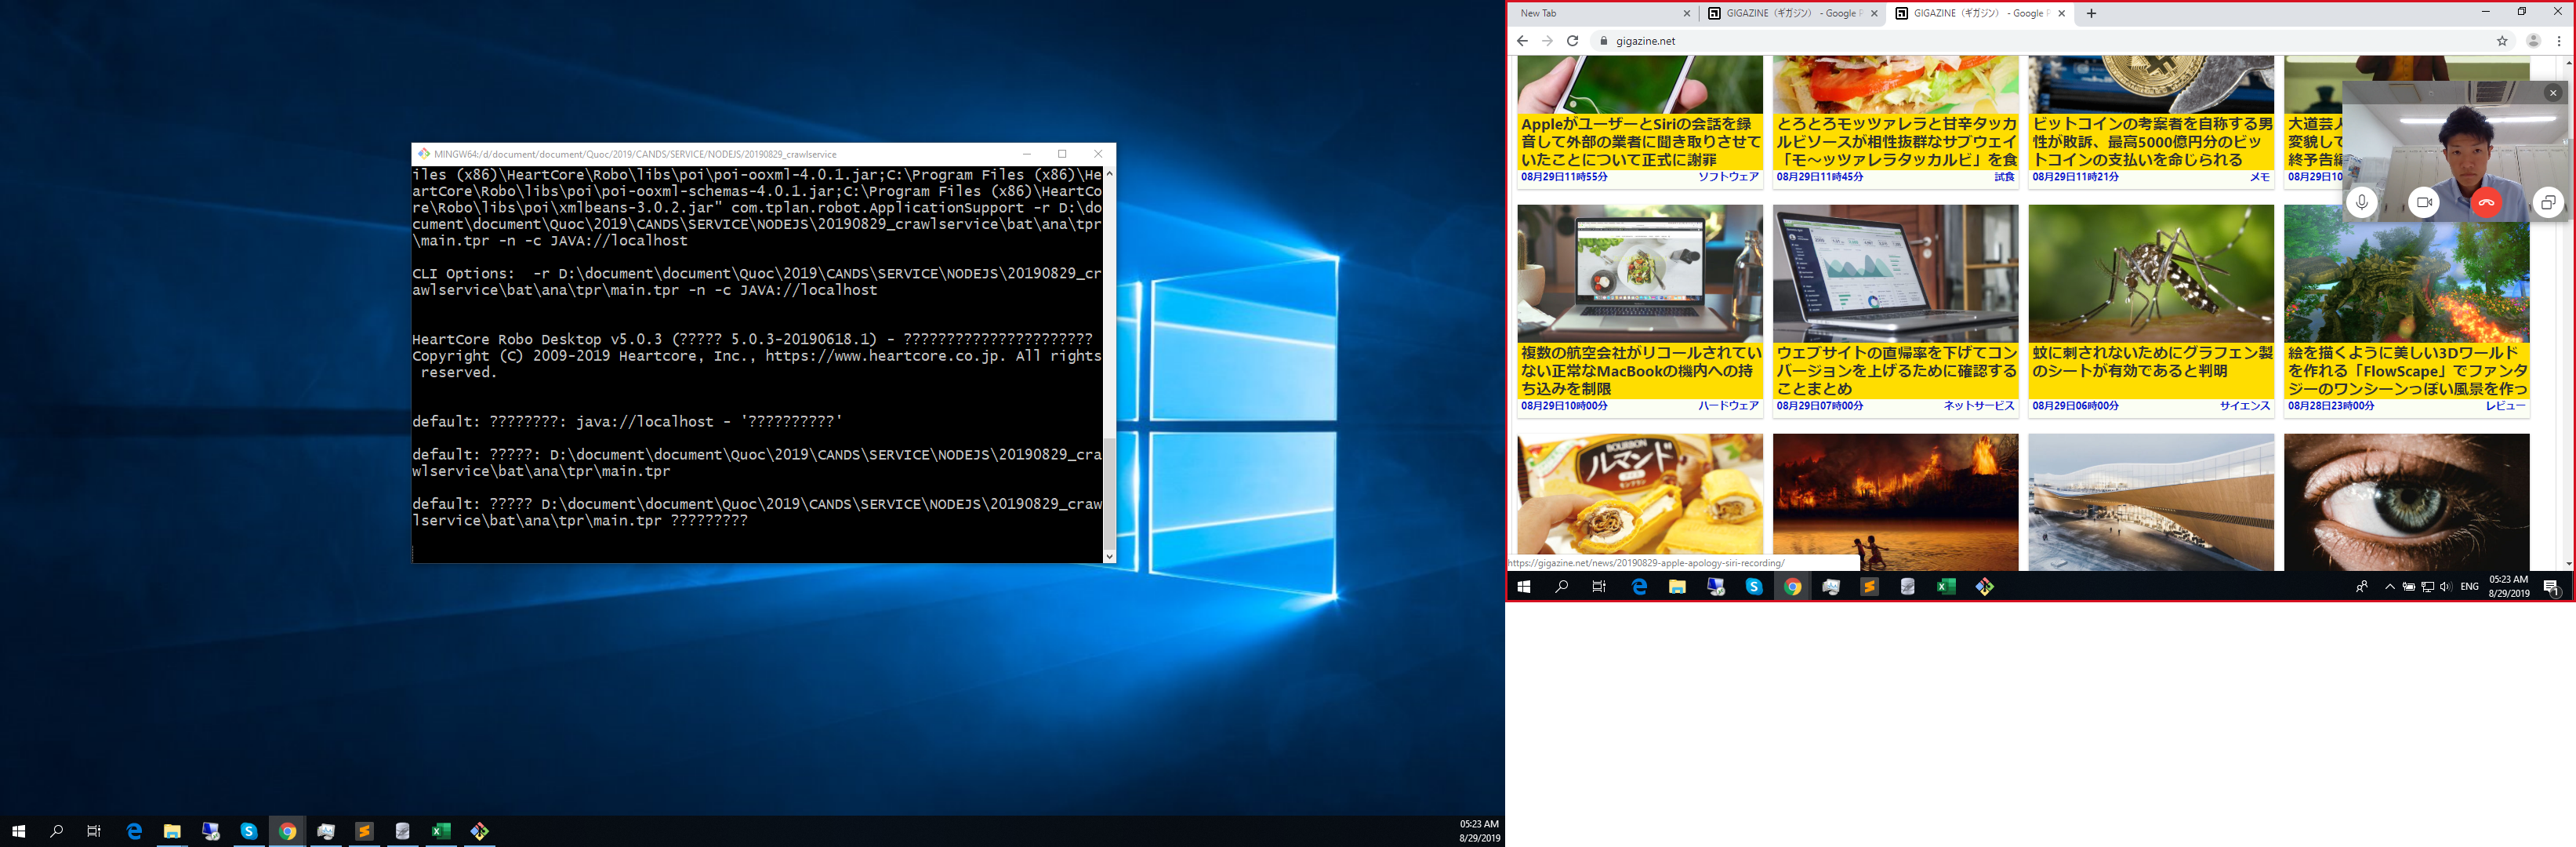 MINGW64:/d/document/document/Quoc/2019/CANDS/SERVICE/NODEJS/20190829_crawlservice
iles (x86)\HeartCore\Robo\libs\poi\poi-ooxml-4.0.1.jar;C:\Program Files (x86)\He
artCore\Robo\libs\poi\poi-ooxml-schemas-4.0.1.jar;C:\Program Files (x86)\HeartCo
re\Robo\libs\poi\xmlbeans-3.0.2.jar" com.tplan.robot.ApplicationSupport -r D:\do
cument\document\Quoc\2019\CANDS\SERVICE\NODEJS\20190829_crawlservice\bat\ana\tpr
\main.tpr -n -c JAVA://localhost
CLI Options:  -r D:\document\document\Quoc\2019\CANDS\SERVICE\NODEJS\20190829_cr
awlservice\bat\ana\tpr\main.tpr -n -c JAVA://localhost
HeartCore Robo Desktop v5.0.3 (????? 5.0.3-20190618.1) - ??????????????????????
Copyright (C) 2009-2019 Heartcore, Inc., https://www.heartcore.co.jp. All rights
 reserved.
default: ????????: java://localhost - '??????????'
default: ?????: D:\document\document\Quoc\2019\CANDS\SERVICE\NODEJS\20190829_cra
wlservice\bat\ana\tpr\main.tpr
default: ????? D:\document\document\Quoc\2019\CANDS\SERVICE\NODEJS\20190829_craw
lservice\bat\ana\tpr\main.tpr ?????????
05:23 AM
8/29/2019
New Tab
GIGAZINE（ギガジン） - Google P
GIGAZINE（ギガジン） - Google P
gigazine.net
AppleがユーザーとSiriの会話を録
音して外部の業者に聞き取りさせて
いたことについて正式に謝罪
08月29日11時55分 ソフトウェア
とろとろモッツァレラと甘辛タッカ
ルビソースが相性抜群なサブウェイ
「モ～ッツァレラタッカルビ」を食
08月29日11時45分 試食
ビットコインの考案者を自称する男
性が敗訴、最高5000億円分のビッ
トコインの支払いを命じられる
08月29日11時21分 メモ
大道芸人
変貌して
終予告編
08月29日10
複数の航空会社がリコールされてい
ない正常なMacBookの機内への持
ち込みを制限
08月29日10時00分 ハードウェア
ウェブサイトの直帰率を下げてコン
バージョンを上げるために確認する
ことまとめ
08月29日07時00分 ネットサービス
蚊に刺されないためにグラフェン製
のシートが有効であると判明
08月29日06時00分 サイエンス
絵を描くように美しい3Dワールド
を作れる「FlowScape」でファンタ
ジーのワンシーンっぽい風景を作っ
08月28日23時00分 レビュー
BOURBON
ルマンド
https://gigazine.net/news/20190829-apple-apology-siri-recording/
ENG
05:23 AM
8/29/2019
1